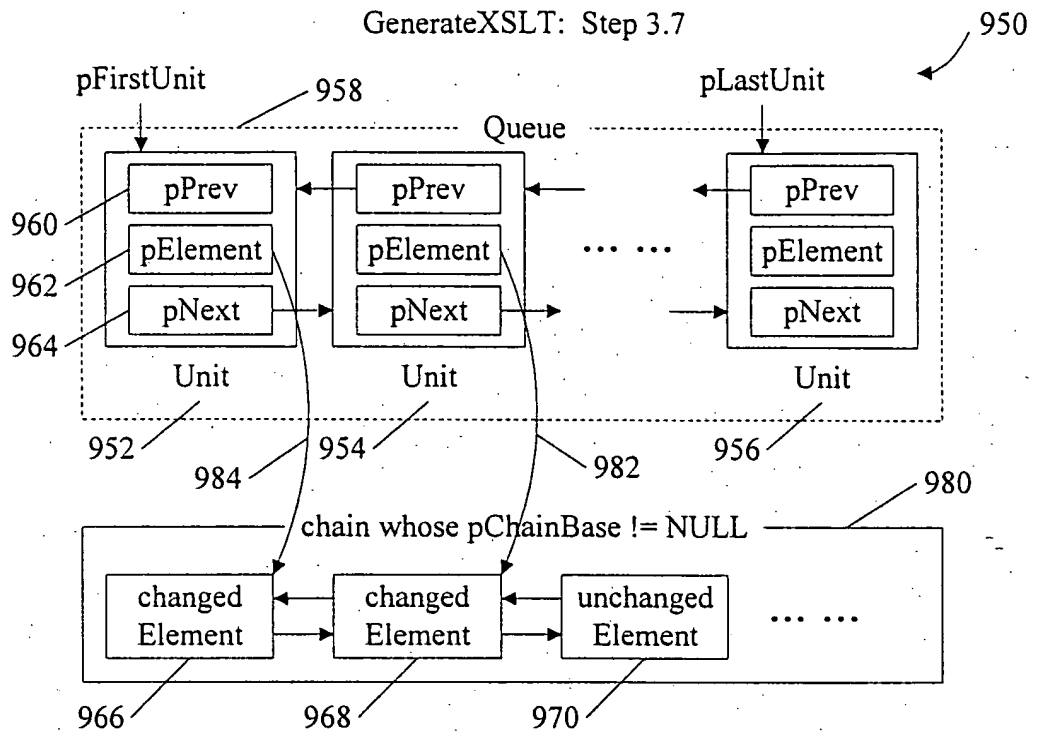 GenerateXSLT: Step 3.7
950
pFirstUnit
958
pLastUnit
Queue
pPrev
pPrev
pPrev
960
pElement
pElement
... ...
pElement
962
pNext
pNext
pNext
964
Unit
Unit
Unit
952
984
954
982
956
980
chain whose pChainBase != NULL
changed
Element
changed
Element
unchanged
Element
... ...
966
968
970